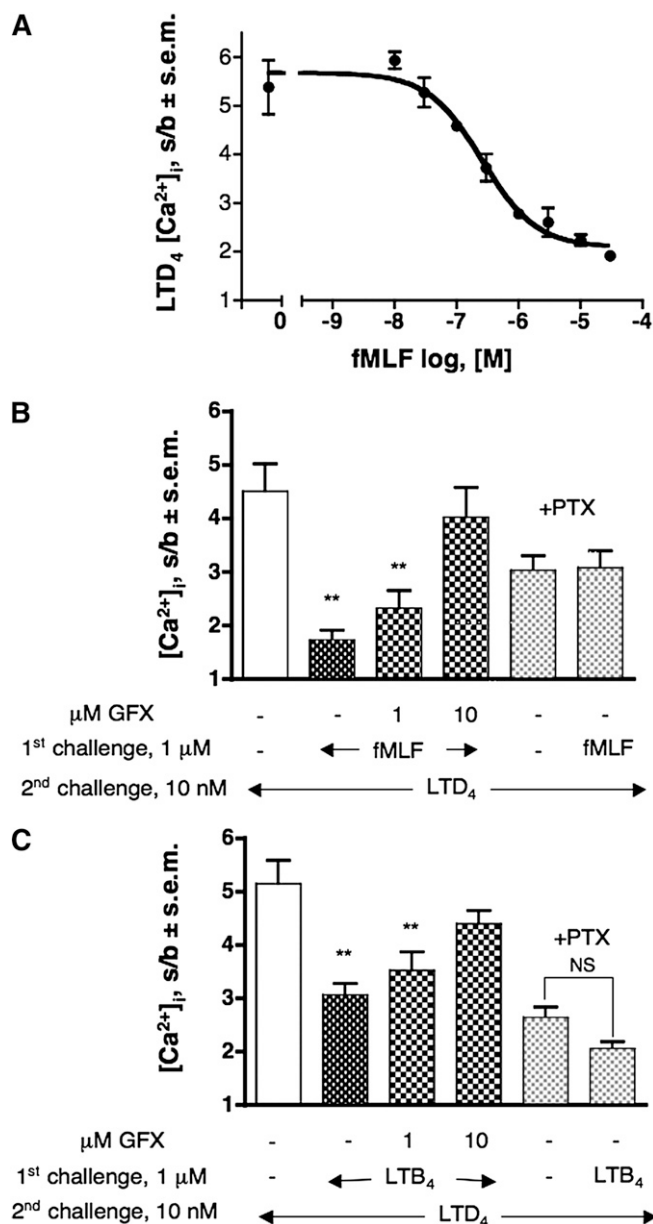 A
LTD₄ [Ca²⁺]ᵢ, s/b ± s.e.m.
6
5
4
3
2
1
0 -9 -8 -7 -6 -5 -4
fMLF log, [M]
B
[Ca²⁺]ᵢ, s/b ± s.e.m.
6
5
4
3
2
1
** ** +PTX
μM GFX - - 1 10 - -
1st challenge, 1 μM - fMLF - fMLF
2nd challenge, 10 nM LTD₄
C
[Ca²⁺]ᵢ, s/b ± s.e.m.
6
5
4
3
2
1
** ** +PTX
NS
μM GFX - - 1 10 - -
1st challenge, 1 μM - LTB₄ - LTB₄
2nd challenge, 10 nM LTD₄